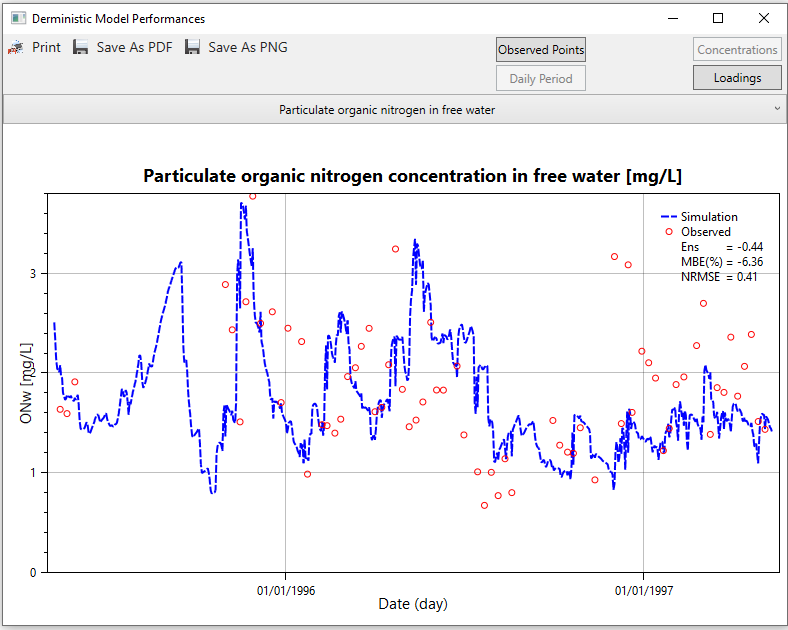 Derministic Model Performances
Print Save As PDF Save As PNG
Observed Points
Concentrations
Daily Period
Loadings
Particulate organic nitrogen in free water
Particulate organic nitrogen concentration in free water [mg/L]
Simulation
Observed
Ens = -0.44
MBE(%) = -6.36
NRMSE = 0.41
ONw [mg/L]
3
2
1
0
01/01/1996 01/01/1997
Date (day)